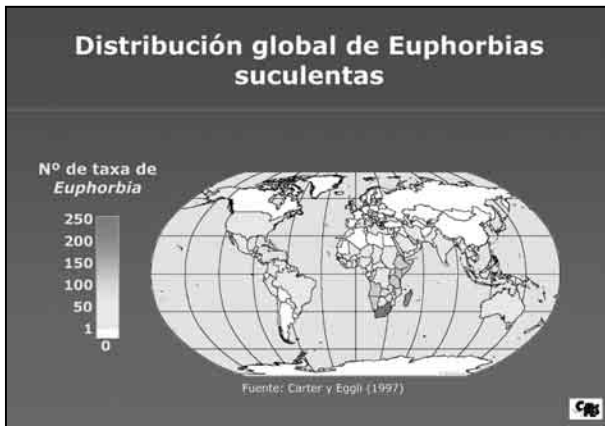 Distribución global de Euphorbias
suculentas
Nº de taxa de
Euphorbia
250
200
150
100
50
1
0
Fuente: Carter y Eggli (1997)